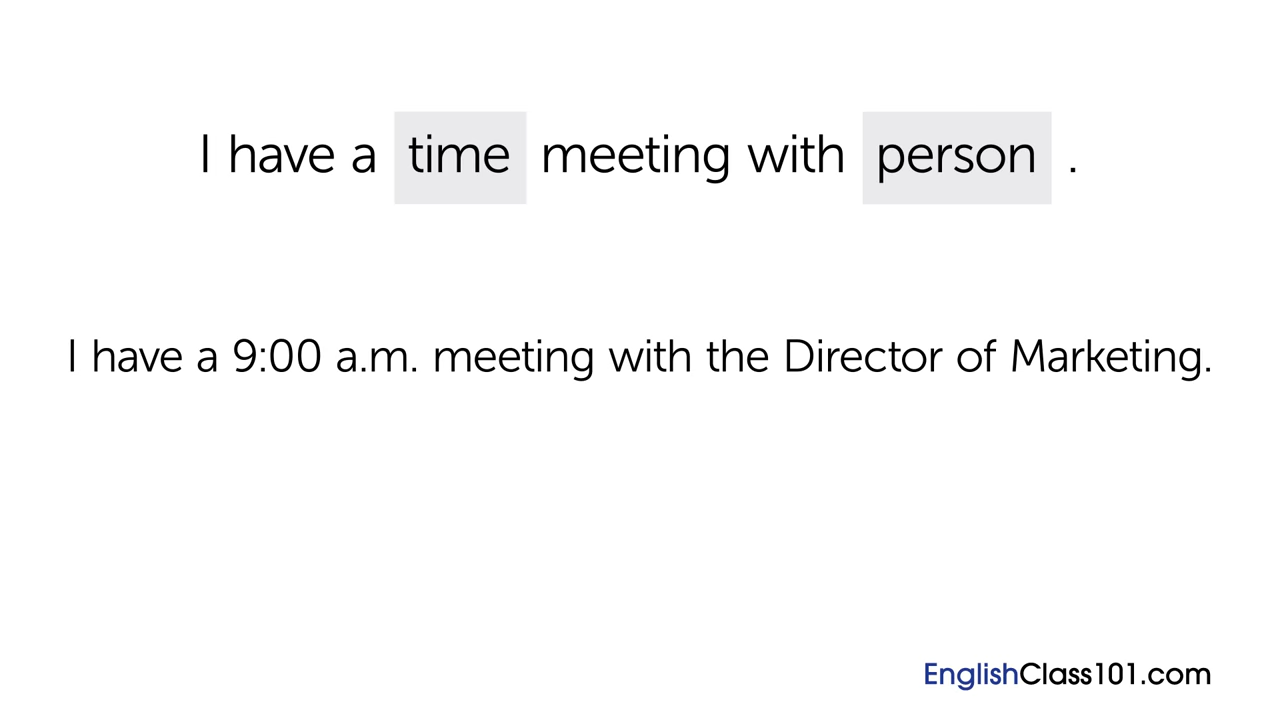 I have a time meeting with person .
I have a 9:00 a.m. meeting with the Director of Marketing.
EnglishClass101.com